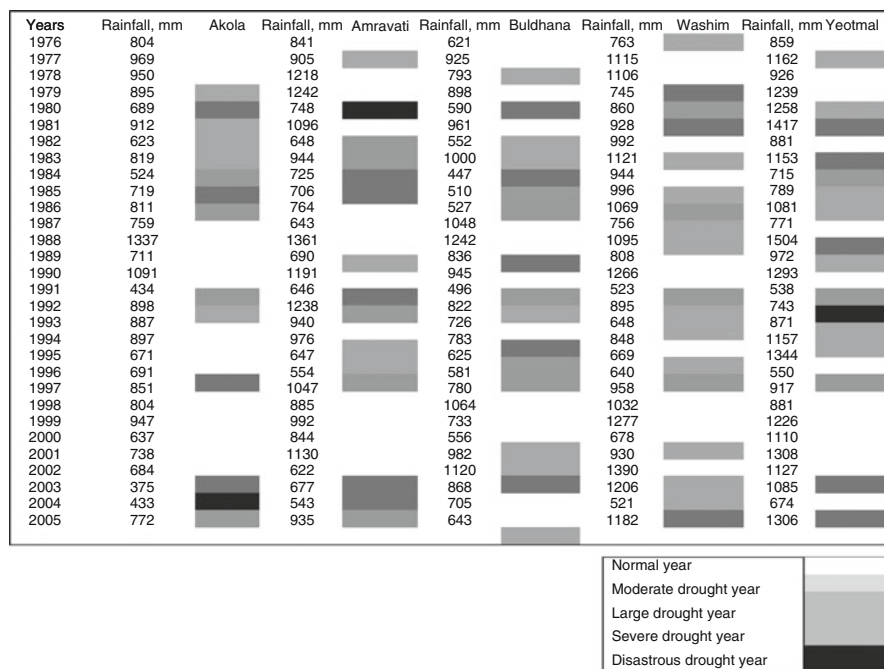 Years Rainfall, mm Akola Rainfall, mm Amravati Rainfall, mm Buldhana Rainfall, mm Washim Rainfall, mm Yeotmal
1976 804 841 621 763 859
1977 969 905 925 1115 1162
1978 950 1218 793 1106 926
1979 895 1242 898 745 1239
1980 689 748 590 860 1258
1981 912 1096 961 928 1417
1982 623 648 552 992 881
1983 819 944 1000 1121 1153
1984 524 725 447 944 715
1985 719 706 510 996 789
1986 811 764 527 1069 1081
1987 759 643 1048 756 771
1988 1337 1361 1242 1095 1504
1989 711 690 836 808 972
1990 1091 1191 945 1266 1293
1991 434 646 496 523 538
1992 898 1238 822 895 743
1993 887 940 726 648 871
1994 897 976 783 848 1157
1995 671 647 625 669 1344
1996 691 554 581 640 550
1997 851 1047 780 958 917
1998 804 885 1064 1032 881
1999 947 992 733 1277 1226
2000 637 844 556 678 1110
2001 738 1130 982 930 1308
2002 684 622 1120 1390 1127
2003 375 677 868 1206 1085
2004 433 543 705 521 674
2005 772 935 643 1182 1306
Normal year
Moderate drought year
Large drought year
Severe drought year
Disastrous drought year